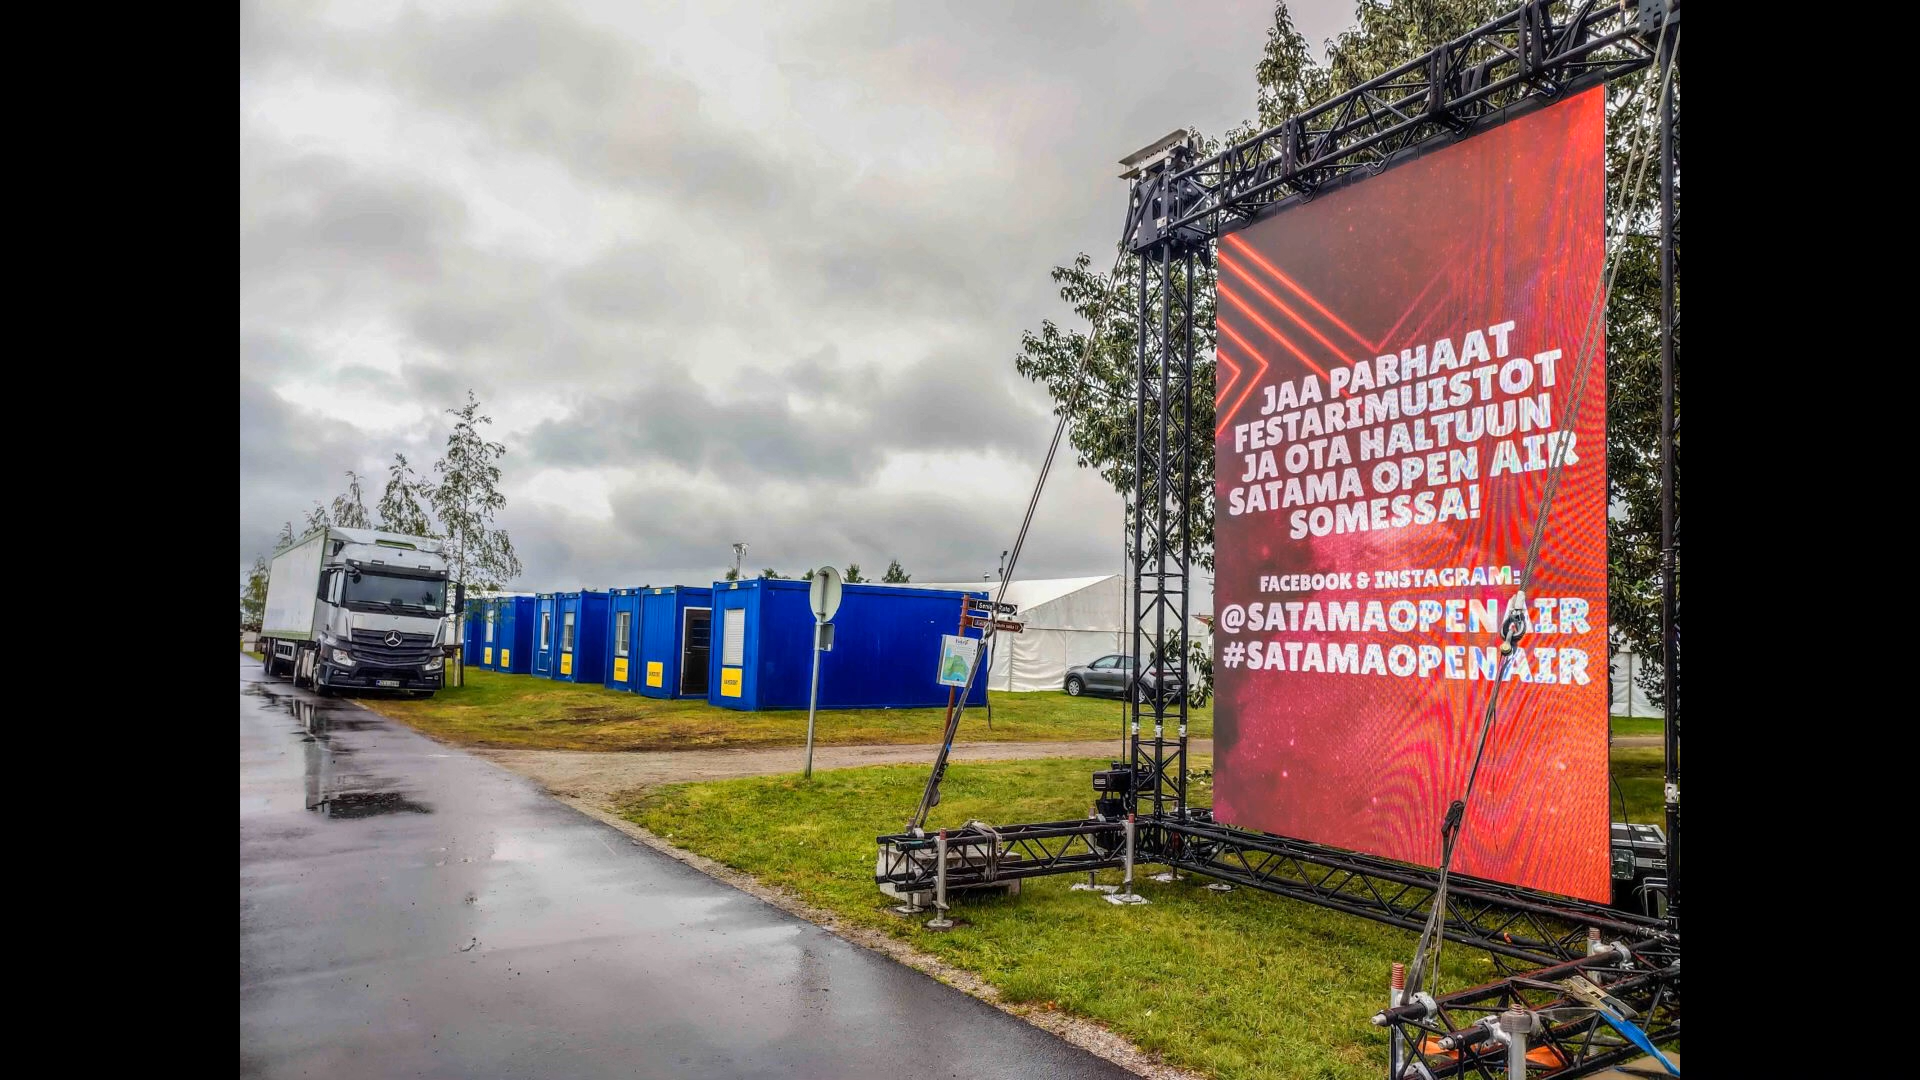 JAA PARHAAT
FESTARIMUISTOT
JA OTA HALTUUN
SATAMA OPEN AIR
SOMESSA!
FACEBOOK & INSTAGRAM:
@SATAMAOPENAIR
#SATAMAOPENAIR